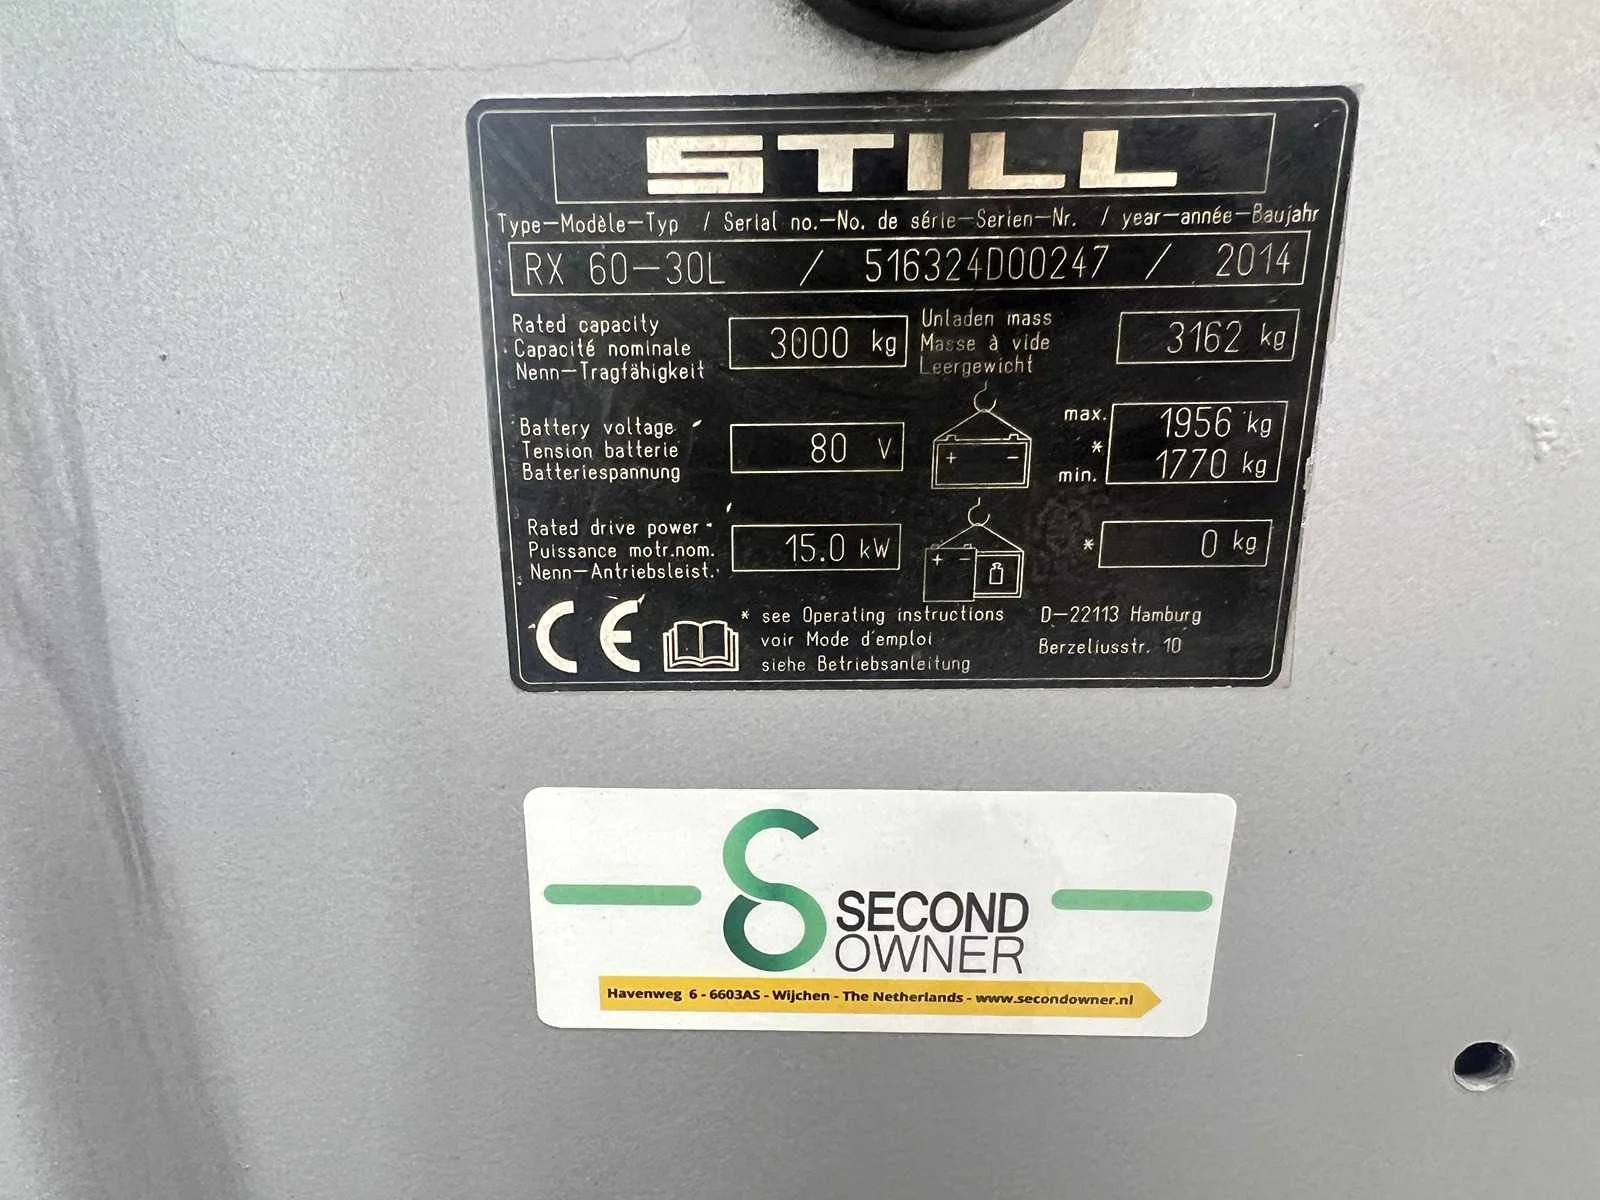 STILL
Type-Modèle-Typ / Serial no.-No. de série-Serien-Nr. / year-année-Baujahr
RX 60-30L / 516324D00247 / 2014
Rated capacity
Capacité nominale
Nenn-Tragfähigkeit
3000 kg
Unladen mass
Masse à vide
Leergewicht
3162 kg
Battery voltage
Tension batterie
Batteriespannung
80 V
+ -
max. 1956 kg
*
min. 1770 kg
Rated drive power
Puissance motr.nom.
Nenn-Antriebsleist.
15.0 kW
+ -
* 0 kg
CE
* see Operating instructions
voir Mode d'emploi
siehe Betriebsanleitung
D-22113 Hamburg
Berzeliusstr. 10
SECOND
OWNER
Havenweg 6 - 6603AS - Wijchen - The Netherlands - www.secondowner.nl